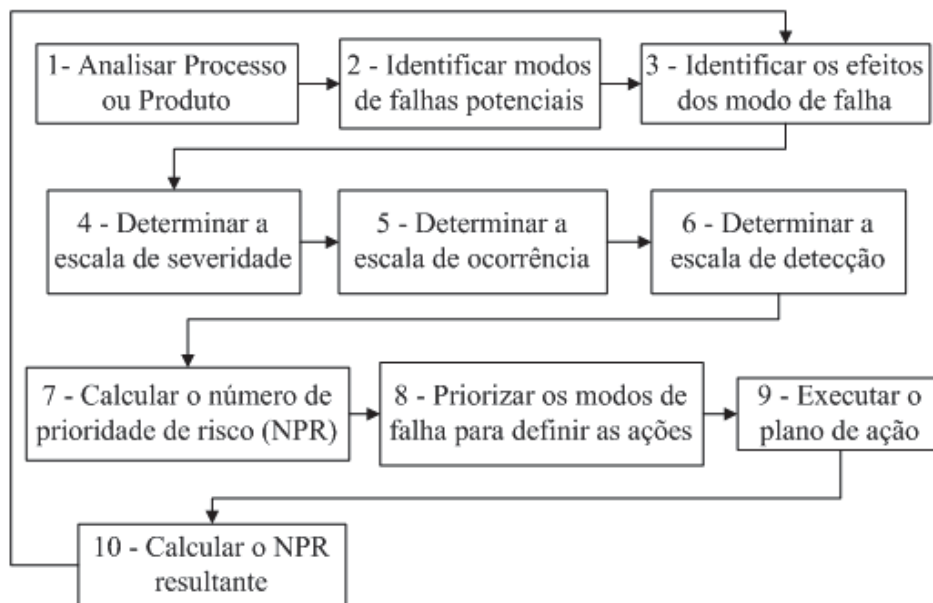 1- Analisar Processo
ou Produto
2 - Identificar modos
de falhas potenciais
3 - Identificar os efeitos
dos modo de falha
4 - Determinar a
escala de severidade
5 - Determinar a
escala de ocorrência
6 - Determinar a
escala de detecção
7 - Calcular o número de
prioridade de risco (NPR)
8 - Priorizar os modos de
falha para definir as ações
9 - Executar o
plano de ação
10 - Calcular o NPR
resultante